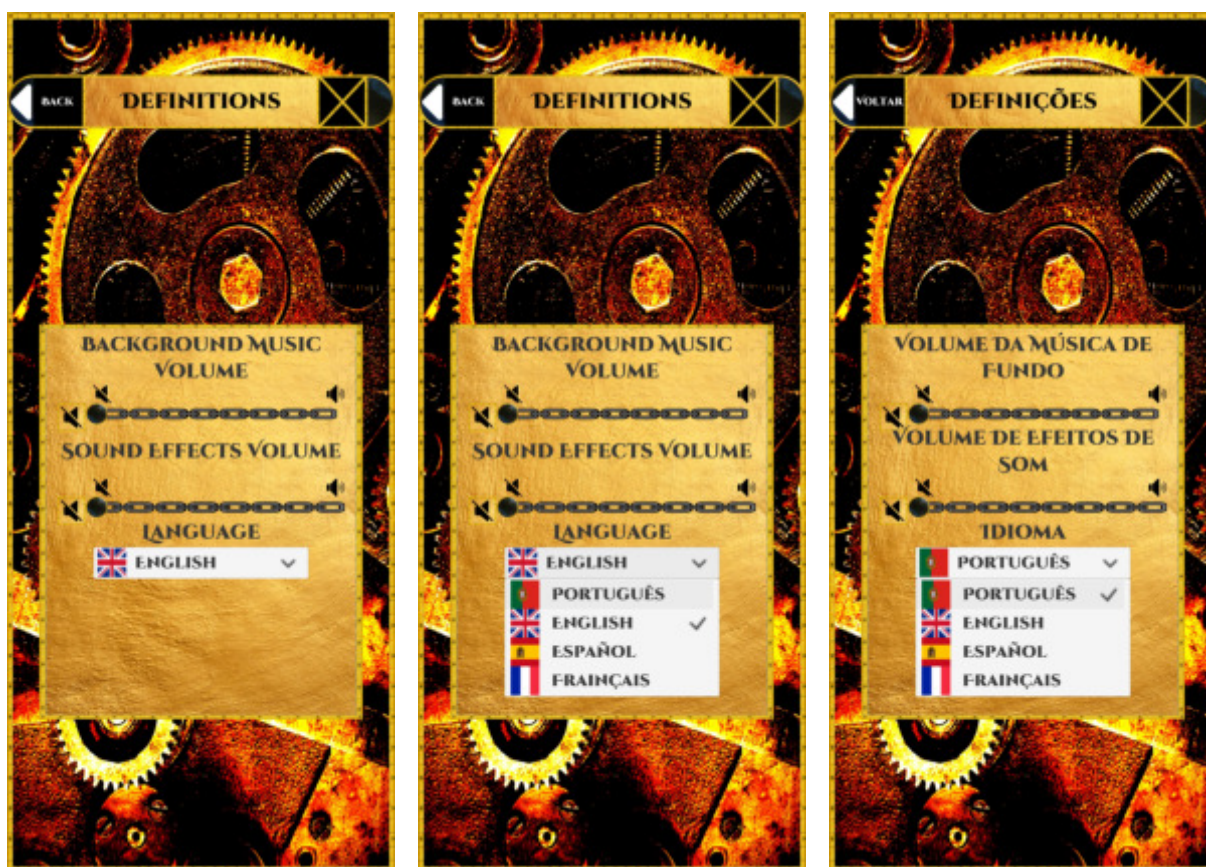 BACK
DEFINITIONS
BACKGROUND MUSIC
VOLUME
SOUND EFFECTS VOLUME
LANGUAGE
ENGLISH
BACK
DEFINITIONS
BACKGROUND MUSIC
VOLUME
SOUND EFFECTS VOLUME
LANGUAGE
ENGLISH
PORTUGUÊS
ENGLISH
ESPAÑOL
FRAINÇAIS
VOLTAR
DEFINIÇÕES
VOLUME DA MÚSICA DE
FUNDO
VOLUME DE EFEITOS DE
SOM
IDIOMA
PORTUGUÊS
PORTUGUÊS
ENGLISH
ESPAÑOL
FRAINÇAIS